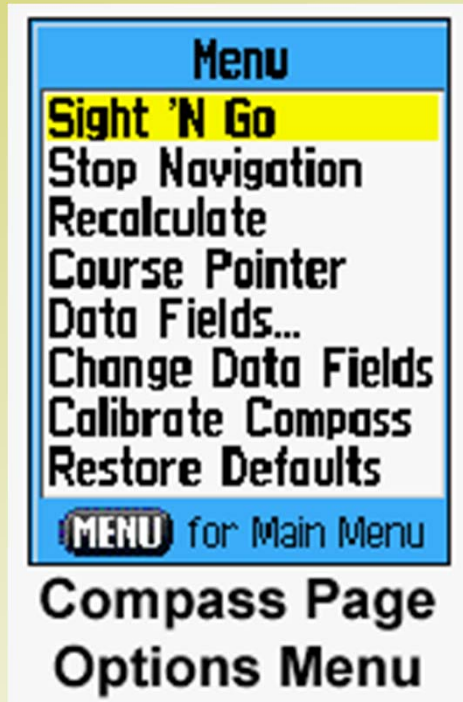 Menu
Sight 'N Go
Stop Navigation
Recalculate
Course Pointer
Data Fields...
Change Data Fields
Calibrate Compass
Restore Defaults
MENU for Main Menu
Compass Page
Options Menu